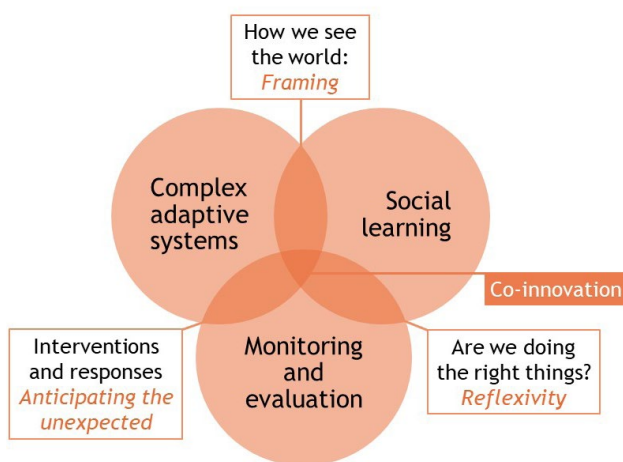 How we see
the world:
Framing
Complex
adaptive
systems
Social
learning
Co-innovation
Interventions
and responses
Anticipating the
unexpected
Monitoring
and
evaluation
Are we doing
the right things?
Reflexivity